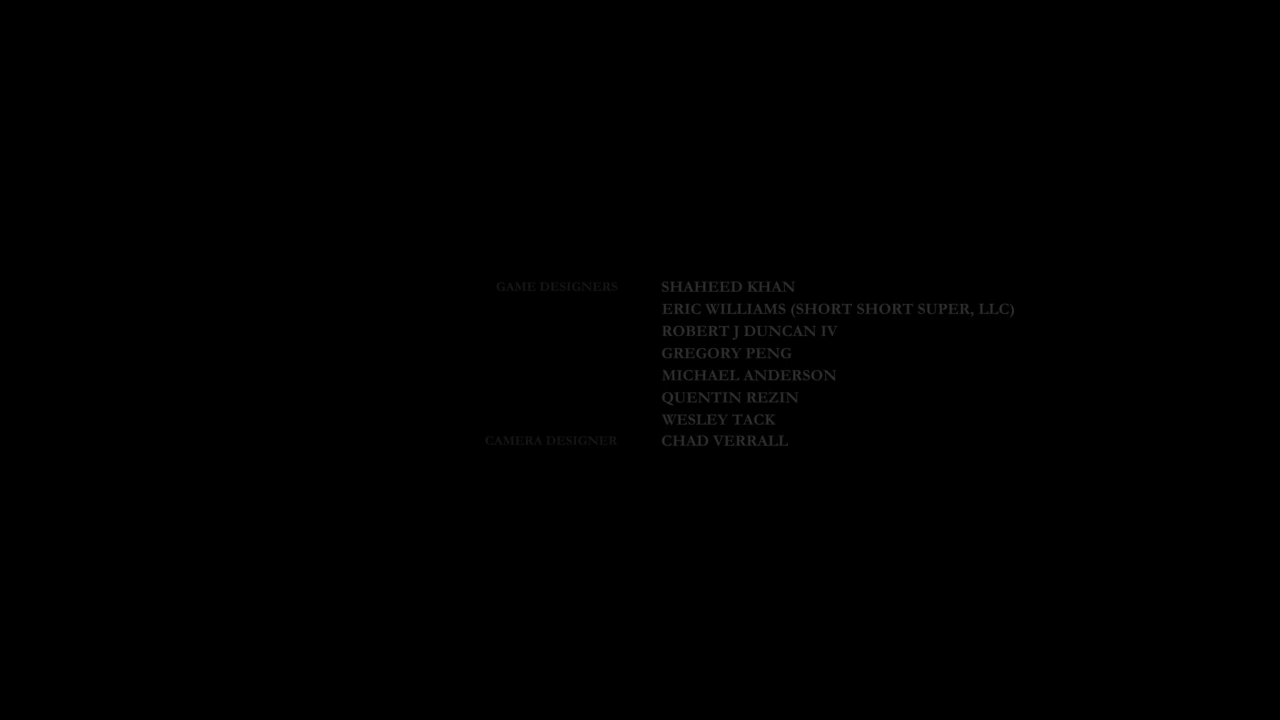 GAME DESIGNERS SHAHEED KHAN
ERIC WILLIAMS (SHORT SHORT SUPER, LLC)
ROBERT J DUNCAN IV
GREGORY PENG
MICHAEL ANDERSON
QUENTIN REZIN
WESLEY TACK
CAMERA DESIGNER CHAD VERRALL